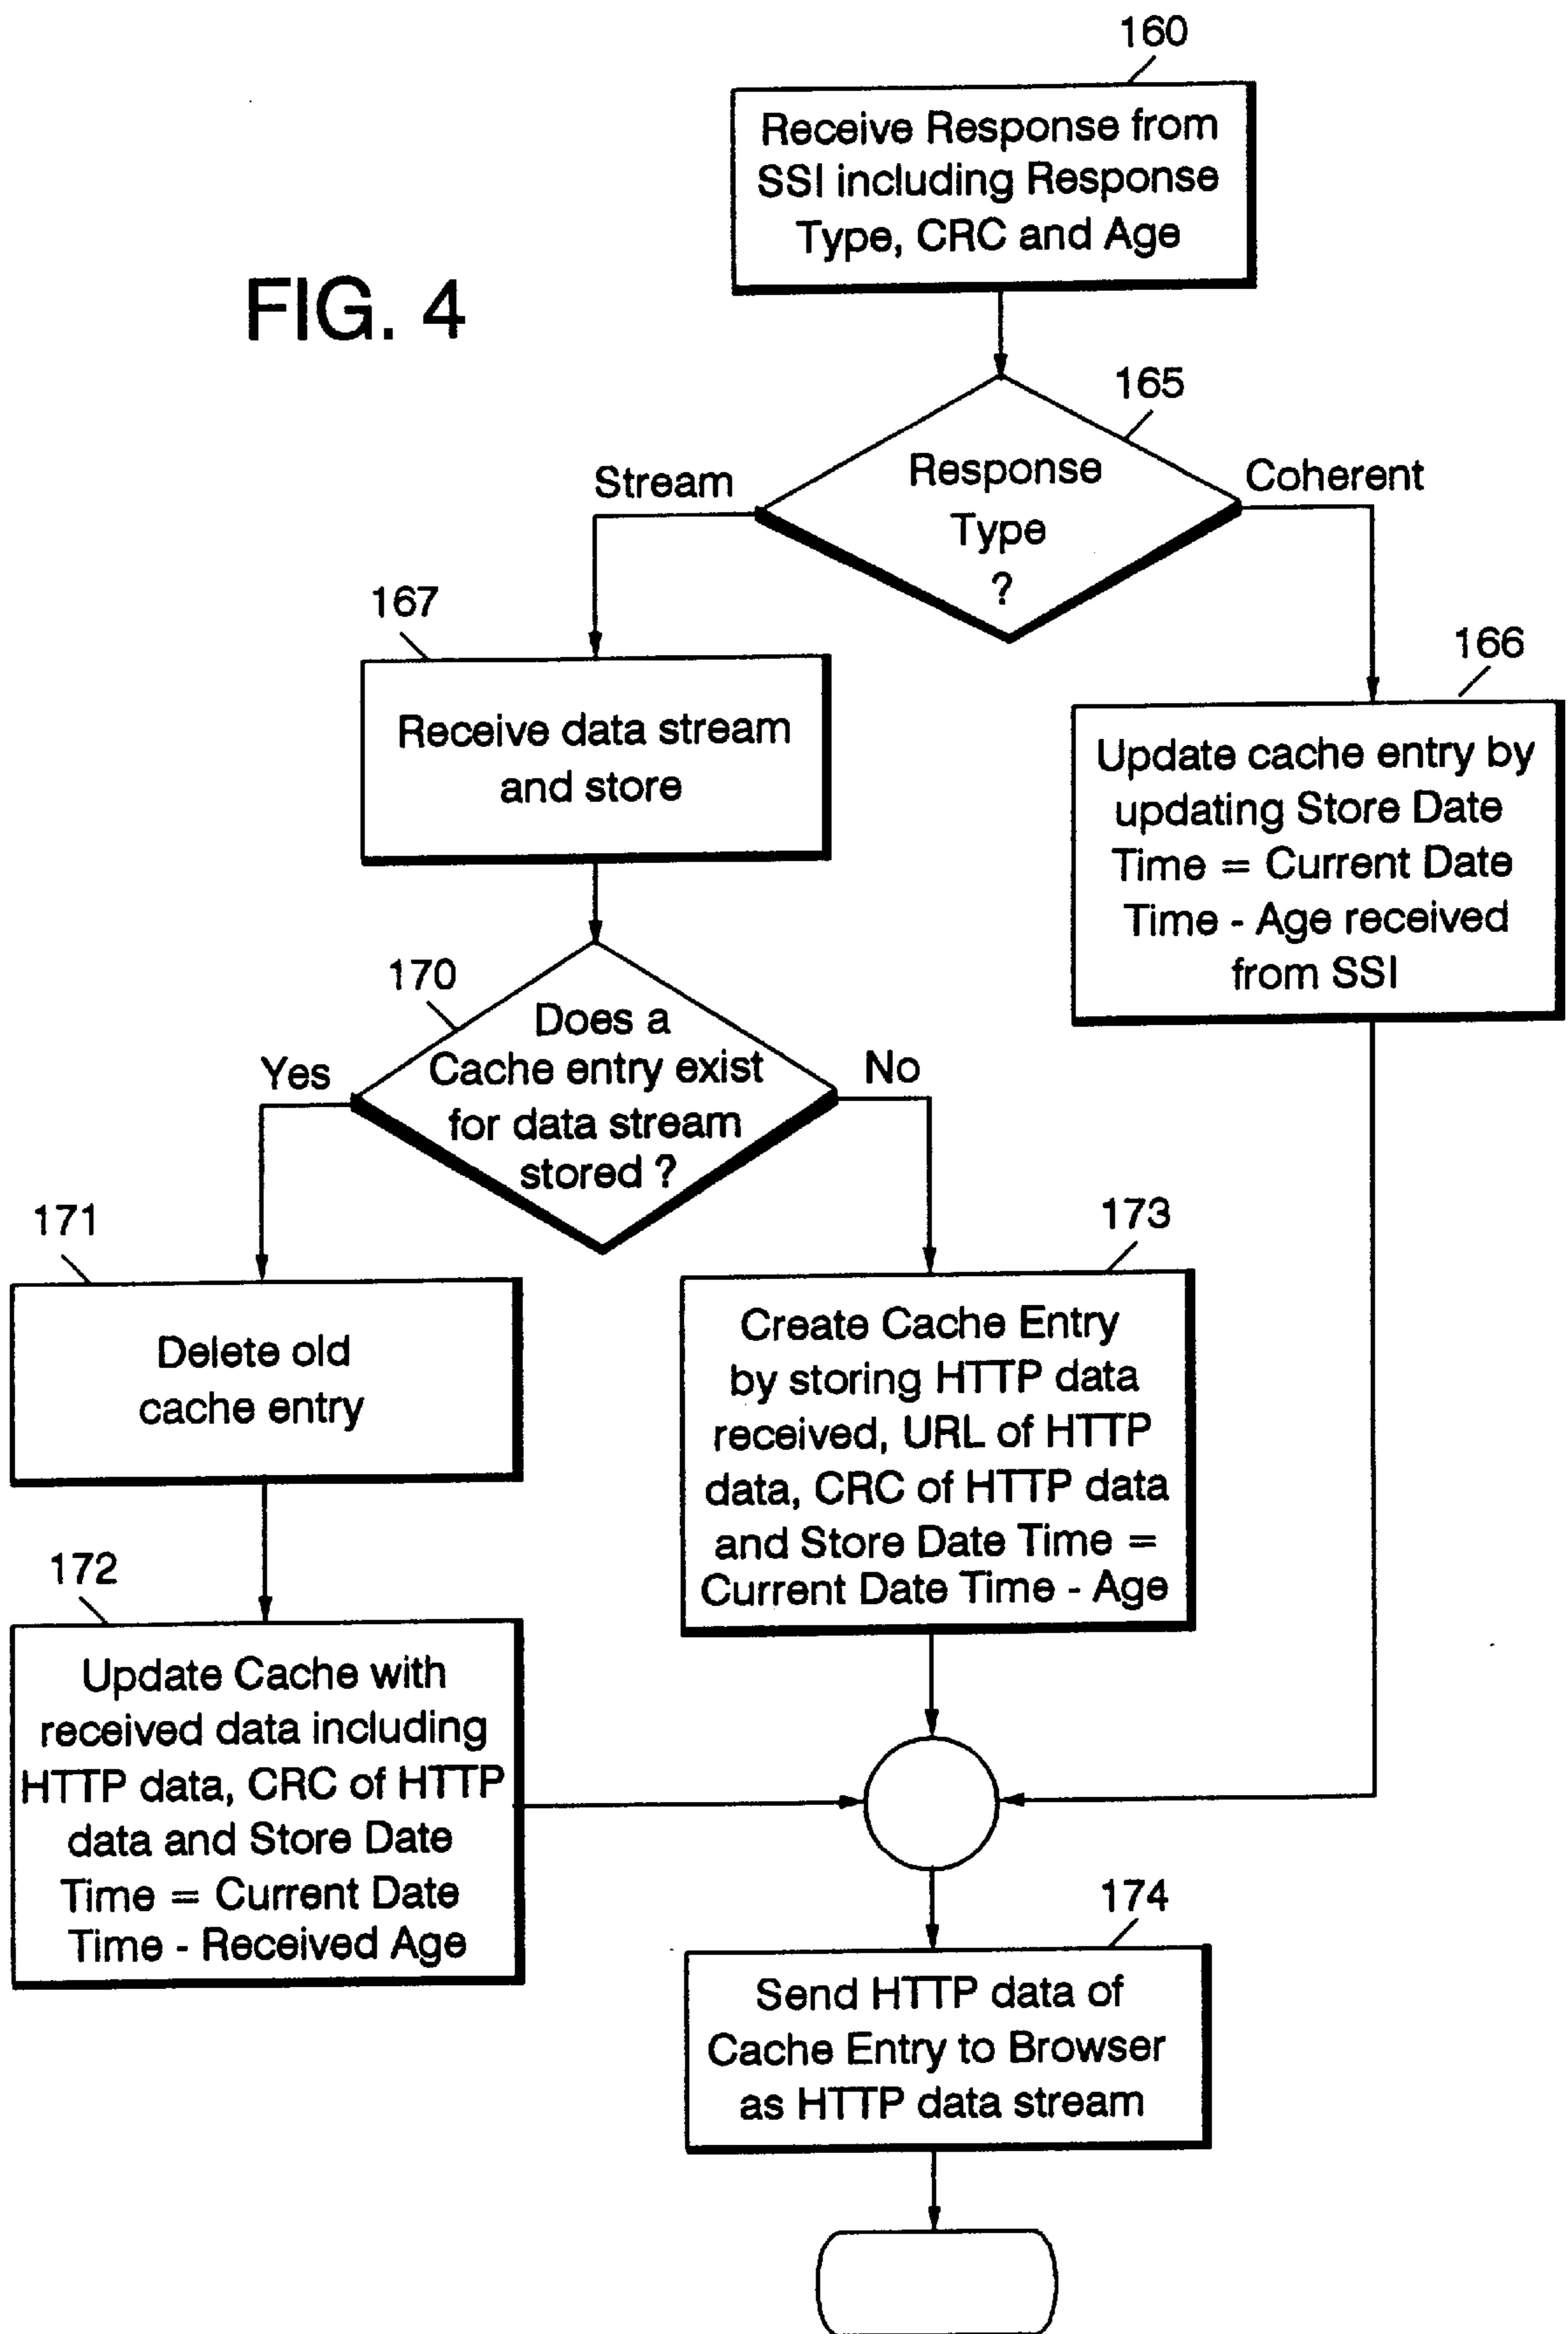 160
Receive Response from
SSI including Response
Type, CRC and Age
FIG. 4
165
Response
Type
?
Stream
Coherent
167
Receive data stream
and store
166
Update cache entry by
updating Store Date
Time = Current Date
Time - Age received
from SSI
170
Does a
Cache entry exist
for data stream
stored ?
Yes
No
171
Delete old
cache entry
173
Create Cache Entry
by storing HTTP data
received, URL of HTTP
data, CRC of HTTP data
and Store Date Time =
Current Date Time - Age
172
Update Cache with
received data including
HTTP data, CRC of HTTP
data and Store Date
Time = Current Date
Time - Received Age
174
Send HTTP data of
Cache Entry to Browser
as HTTP data stream